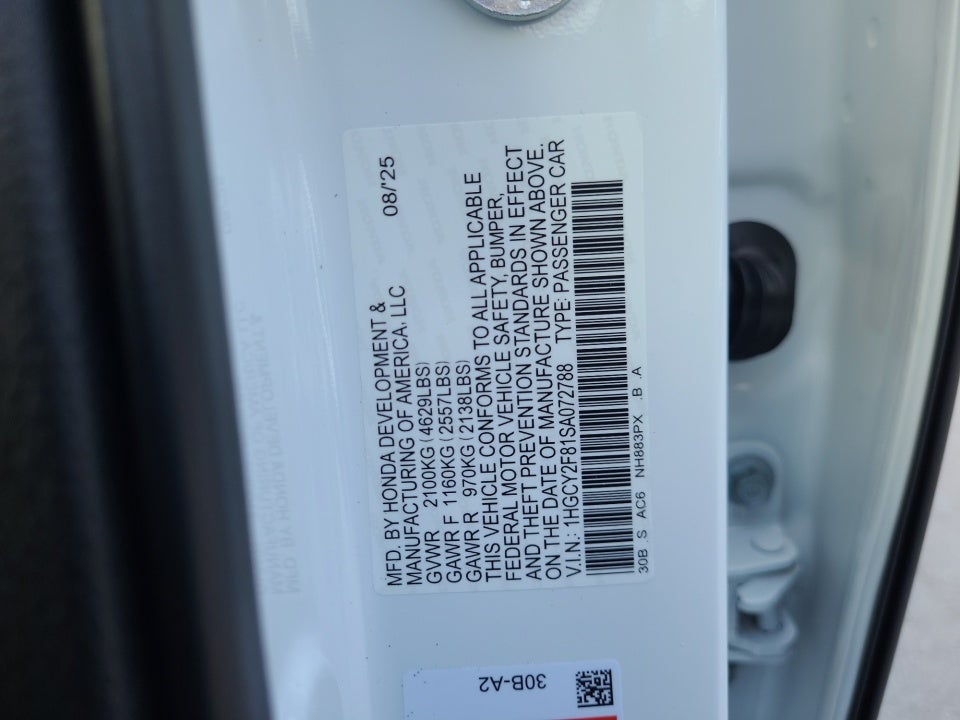 MFD. BY HONDA DEVELOPMENT &
MANUFACTURING OF AMERICA, LLC 08/'25
GVWR 2100KG (4629LBS)
GAWR F 1160KG (2557LBS)
GAWR R 970KG (2138LBS)
THIS VEHICLE CONFORMS TO ALL APPLICABLE
FEDERAL MOTOR VEHICLE SAFETY, BUMPER,
AND THEFT PREVENTION STANDARDS IN EFFECT
ON THE DATE OF MANUFACTURE SHOWN ABOVE.
V.I.N.: 1HGCY2F81SA072788 TYPE: PASSENGER CAR
30B S AC6 NH883PX .B .A
30B-A2